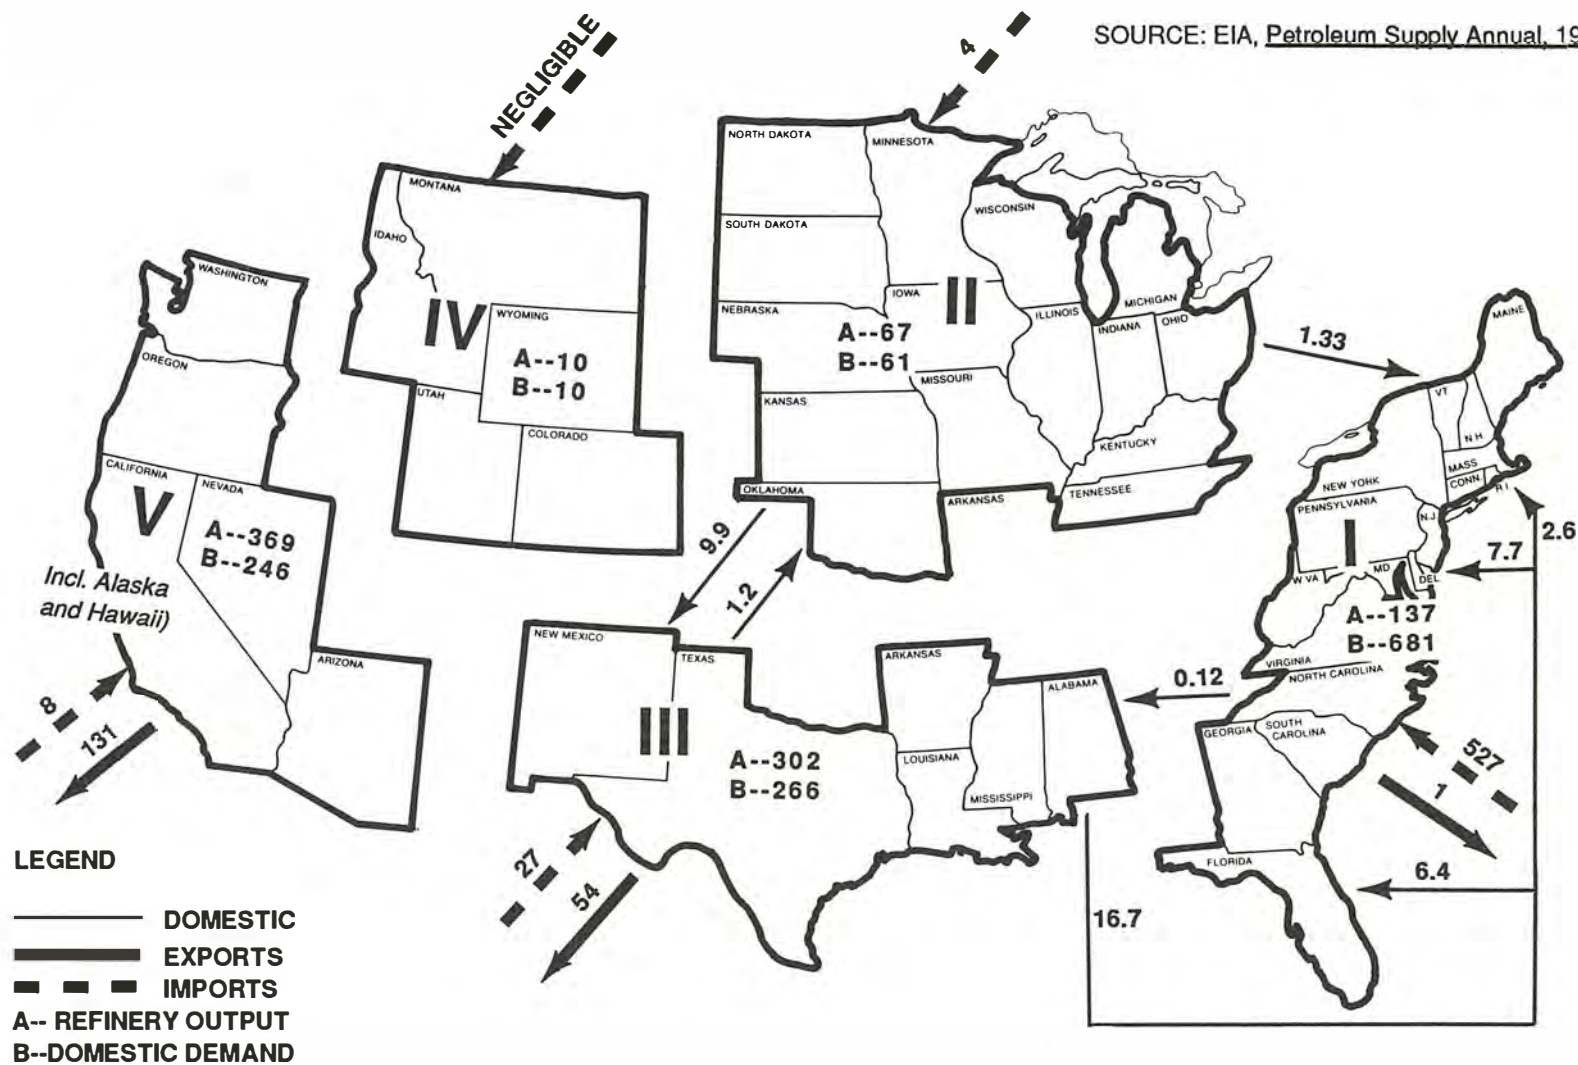 SOURCE: EIA, Petroleum Supply Annual, 19
NEGLIGIBLE
4
NORTH DAKOTA
MINNESOTA
MONTANA
IDAHO
SOUTH DAKOTA
WISCONSIN
WASHINGTON
IV
WYOMING
A--10
B--10
NEBRASKA
IOWA
II
A--67
B--61
ILLINOIS
MICHIGAN
INDIANA
OHIO
1.33
MAINE
OREGON
UTAH
COLORADO
KANSAS
MISSOURI
KENTUCKY
VT
N H
MASS
CONN.
R I
CALIFORNIA
NEVADA
V
A--369
B--246
OKLAHOMA
ARKANSAS
TENNESSEE
NEW YORK
PENNSYLVANIA
N.J
I
W VA
MD
DEL
7.7
2.6
Incl. Alaska
and Hawaii)
9.9
1.2
A--137
B--681
VIRGINIA
NORTH CAROLINA
NEW MEXICO
TEXAS
ARKANSAS
ALABAMA
0.12
ARIZONA
8
131
III
A--302
B--266
LOUISIANA
MISSISSIPPI
GEORGIA
SOUTH
CAROLINA
527
1
FLORIDA
6.4
27
54
16.7
LEGEND
DOMESTIC
EXPORTS
IMPORTS
A-- REFINERY OUTPUT
B--DOMESTIC DEMAND